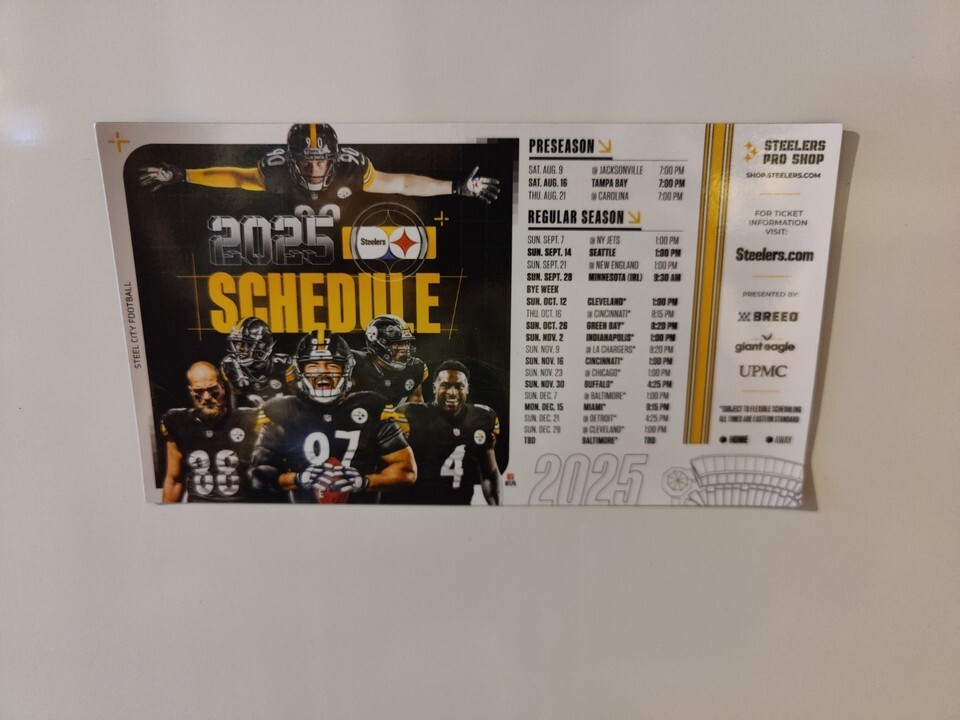 STEEL CITY FOOTBALL
90
90
90
2025
Steelers
SCHEDULE
88
97
4
PRESEASON
SAT. AUG. 9 @ JACKSONVILLE 7:00 PM
SAT. AUG. 16 TAMPA BAY 7:00 PM
THU. AUG. 21 @ CAROLINA 7:00 PM
REGULAR SEASON
SUN. SEPT. 7 @ NY JETS 1:00 PM
SUN. SEPT. 14 SEATTLE 1:00 PM
SUN. SEPT. 21 @ NEW ENGLAND 1:00 PM
SUN. SEPT. 28 MINNESOTA (IRL) 9:30 AM
BYE WEEK
SUN. OCT. 12 CLEVELAND* 1:00 PM
THU. OCT. 16 @ CINCINNATI* 8:15 PM
SUN. OCT. 26 GREEN BAY* 8:20 PM
SUN. NOV. 2 INDIANAPOLIS* 1:00 PM
SUN. NOV. 9 @ LA CHARGERS* 8:20 PM
SUN. NOV. 16 CINCINNATI* 1:00 PM
SUN. NOV. 23 @ CHICAGO* 1:00 PM
SUN. NOV. 30 BUFFALO* 4:25 PM
SUN. DEC. 7 @ BALTIMORE* 1:00 PM
MON. DEC. 15 MIAMI* 8:15 PM
SUN. DEC. 21 @ DETROIT* 4:25 PM
SUN. DEC. 28 @ CLEVELAND* 1:00 PM
TBD BALTIMORE* TBD
2025
STEELERS
PRO SHOP
SHOP.STEELERS.COM
FOR TICKET
INFORMATION
VISIT:
Steelers.com
PRESENTED BY:
BREEO
giant eagle
UPMC
*SUBJECT TO FLEXIBLE SCHEDULING
ALL TIMES ARE EASTERN STANDARD
HOME AWAY